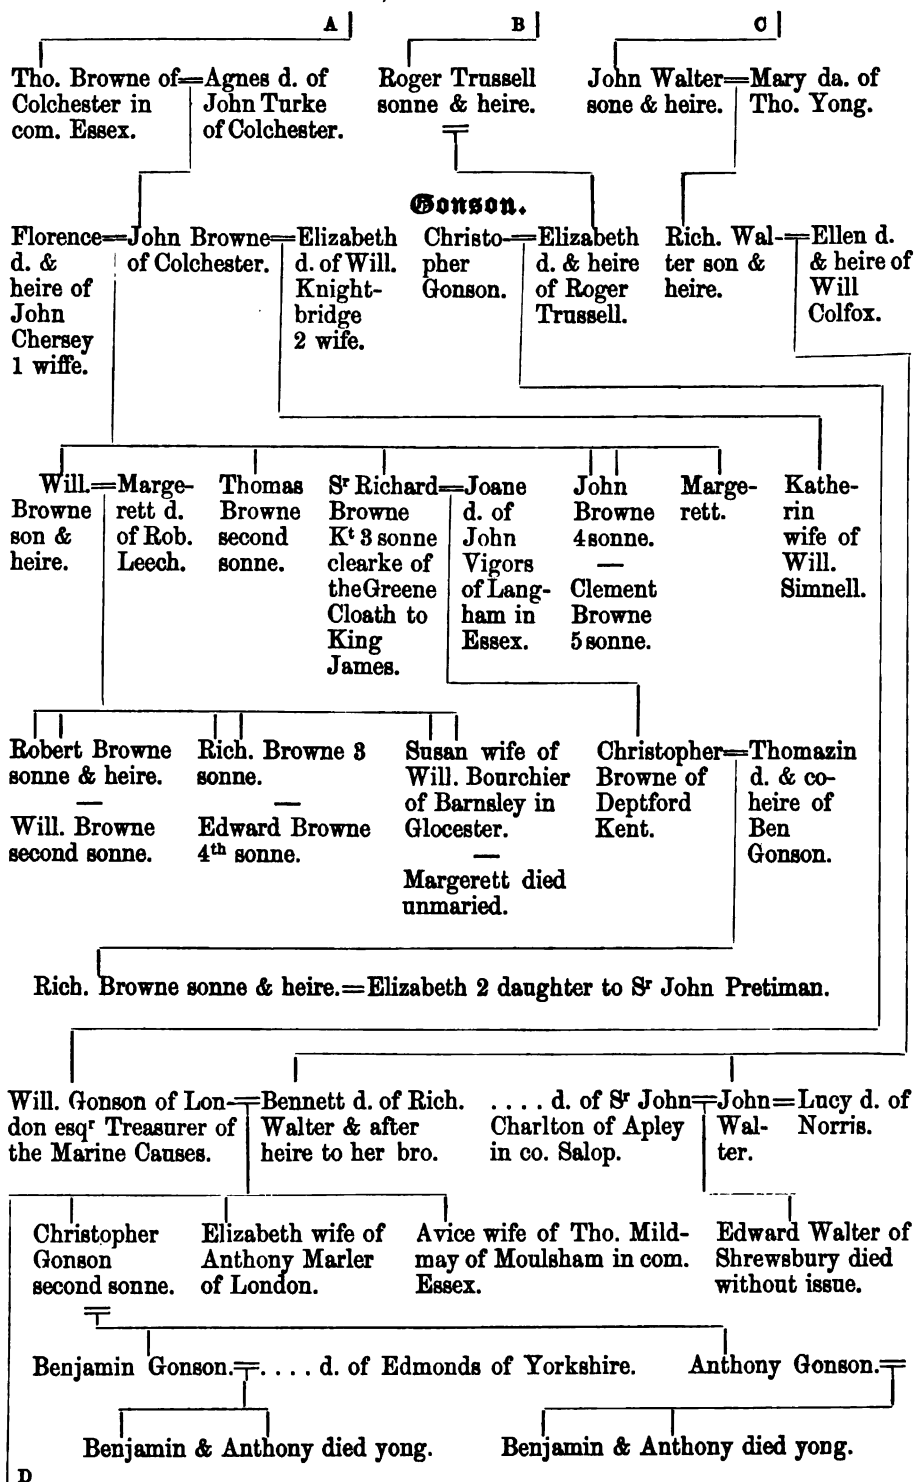 A B C
Tho. Browne of=Agnes d. of
Colchester in John Turke
com. Essex. of Colchester.
Roger Trussell
sonne & heire.
John Walter=Mary da. of
sone & heire. Tho. Yong.
Gonson.
Florence=John Browne=Elizabeth
d. & of Colchester. d. of Will.
heire of Knight-
John bridge
Chersey 2 wife.
1 wiffe.
Christo-=Elizabeth
pher d. & heire
Gonson. of Roger
Trussell.
Rich. Wal-=Ellen d.
ter son & & heire of
heire. Will
Colfox.
Will.=Marge-
Browne rett d.
son & of Rob.
heire. Leech.
Thomas
Browne
second
sonne.
Sr Richard=Joane
Browne d. of
Kt 3 sonne John
clearke of Vigors
the Greene of Lang-
Cloath to ham in
King Essex.
James.
John
Browne
4 sonne.
—
Clement
Browne
5 sonne.
Marge-
rett.
Kathe-
rin
wife of
Will.
Simnell.
Robert Browne
sonne & heire.
—
Will. Browne
second sonne.
Rich. Browne 3
sonne.
—
Edward Browne
4th sonne.
Susan wife of
Will. Bourchier
of Barnsley in
Glocester.
—
Margerett died
unmaried.
Christopher=Thomazin
Browne of d. & co-
Deptford heire of
Kent. Ben
Gonson.
Rich. Browne sonne & heire.=Elizabeth 2 daughter to Sr John Pretiman.
Will. Gonson of Lon-=Bennett d. of Rich.
don esqr Treasurer of Walter & after
the Marine Causes. heire to her bro.
.... d. of Sr John=John=Lucy d. of
Charlton of Apley Wal- Norris.
in co. Salop. ter.
Christopher
Gonson
second sonne.
Elizabeth wife of
Anthony Marler
of London.
Avice wife of Tho. Mild-
may of Moulsham in com.
Essex.
Edward Walter of
Shrewsbury died
without issue.
Benjamin Gonson.=.... d. of Edmonds of Yorkshire. Anthony Gonson.=
Benjamin & Anthony died yong. Benjamin & Anthony died yong.
D